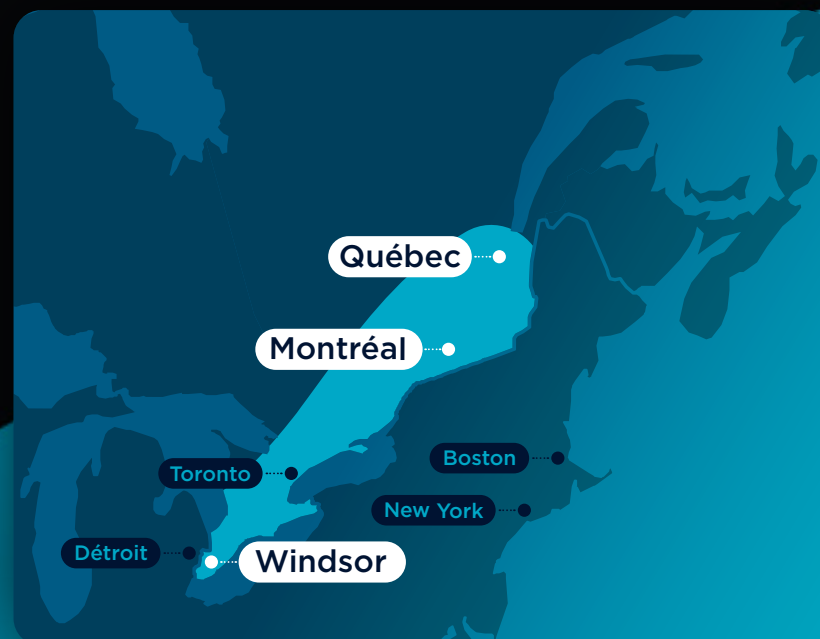 Québec
Montréal
Toronto
Boston
New York
Détroit
Windsor